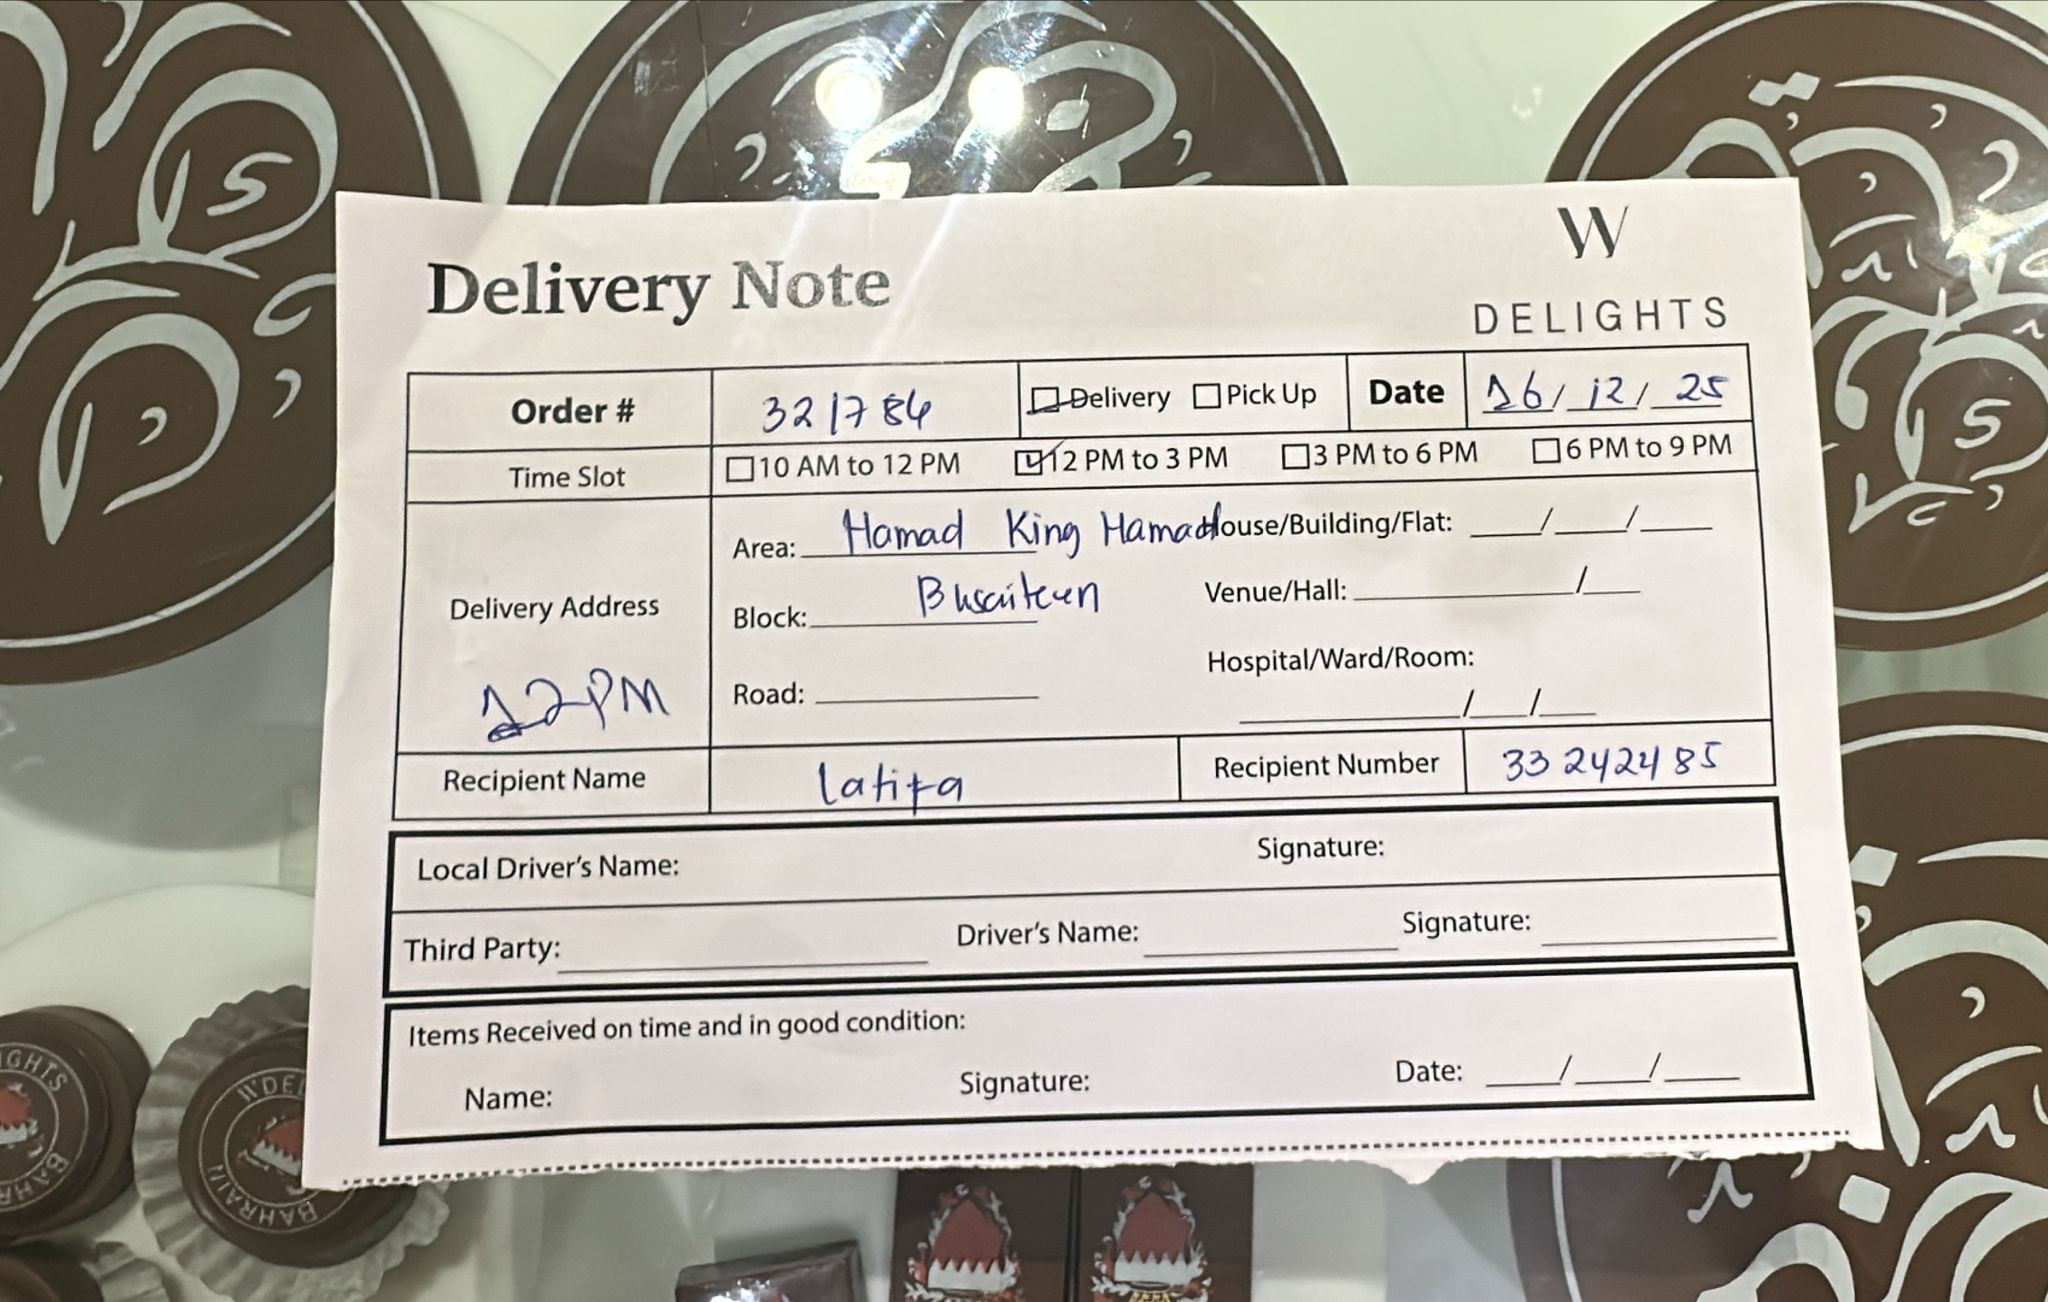 W
DELIGHTS
Delivery Note
Order # 321784 Delivery Pick Up Date 16/12/25
Time Slot 10 AM to 12 PM 12 PM to 3 PM 3 PM to 6 PM 6 PM to 9 PM
Delivery Address
12PM
Area: Hamad King Hamad House/Building/Flat: / /
Block: Busaiteen Venue/Hall: /
Road: Hospital/Ward/Room:
/ /
Recipient Name Latifa Recipient Number 33242485
Local Driver's Name: Signature:
Third Party: Driver's Name: Signature:
Items Received on time and in good condition:
Name: Signature: Date: / /
W DELIGHTS
BAHRAIN